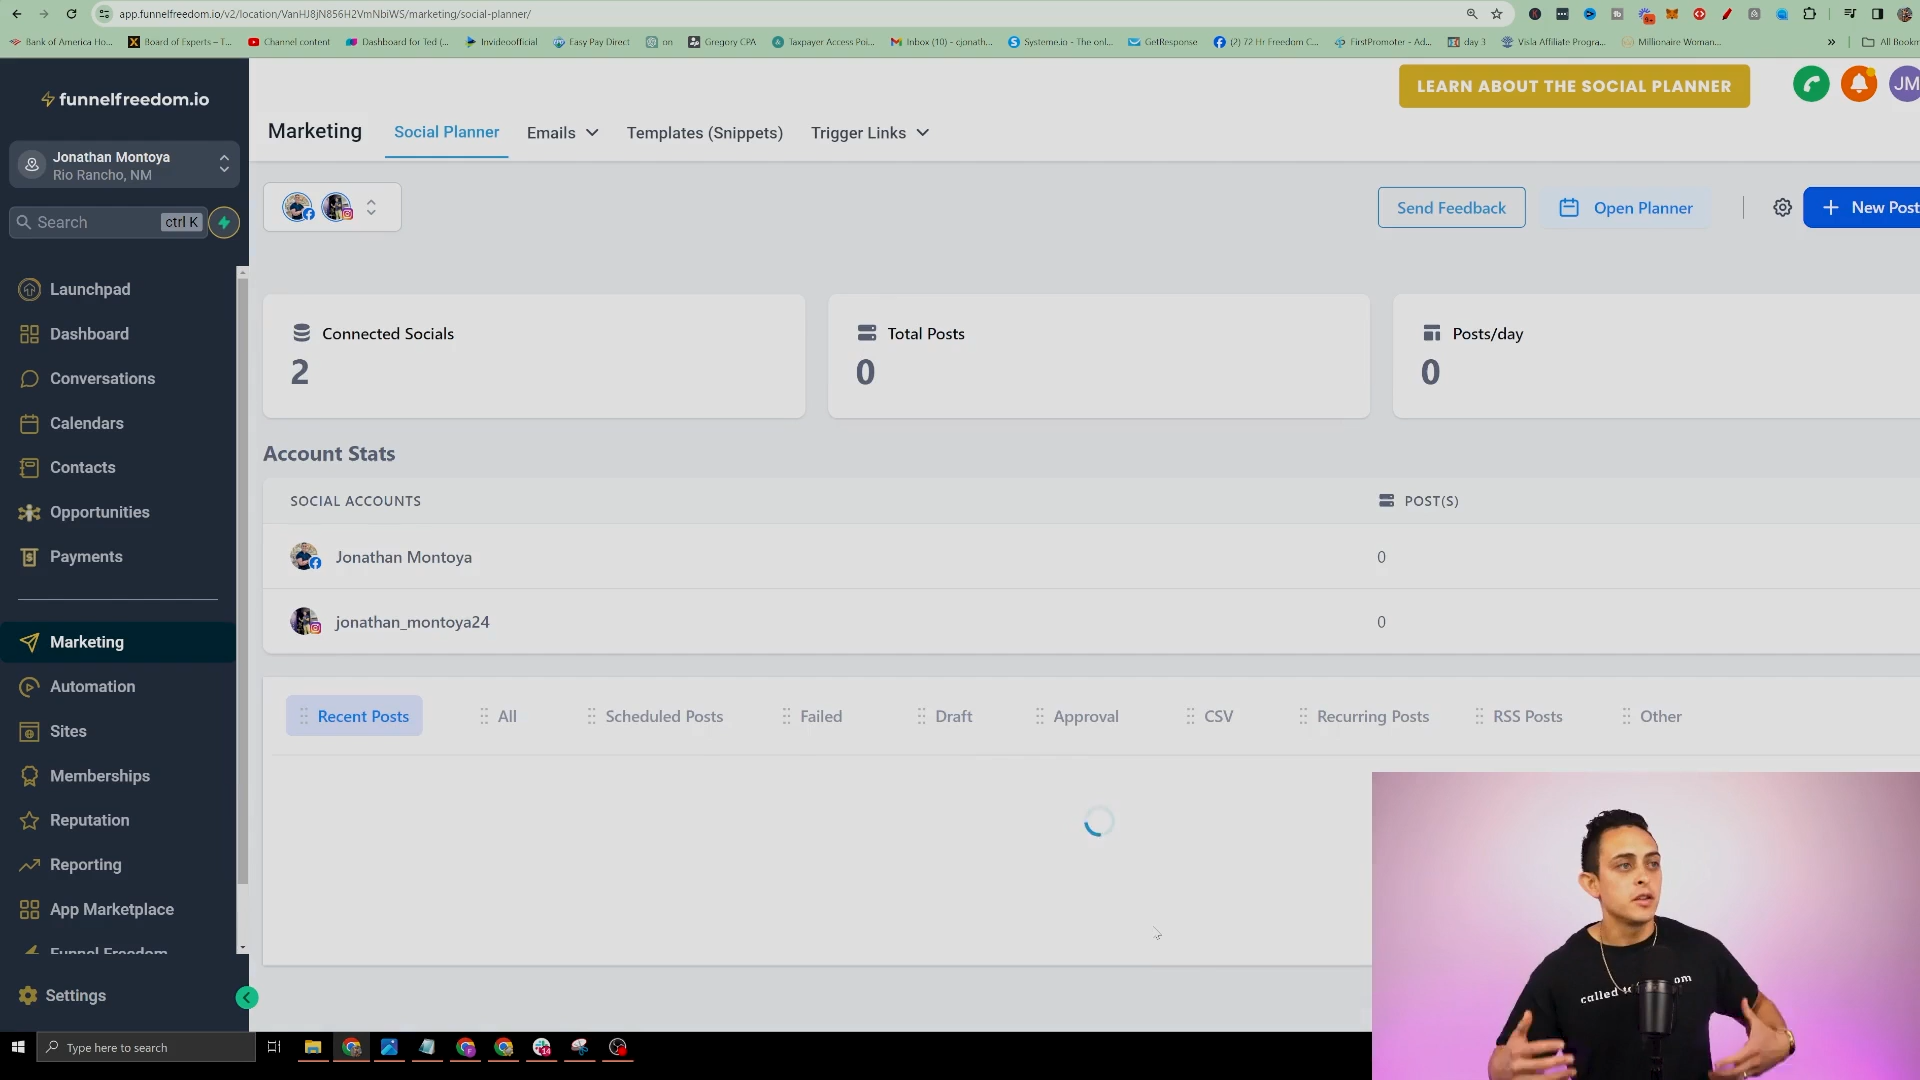 app.funnelfreedom.io/v2/location/VanHJ8jN856H2VmNbiWS/marketing/social-planner/
Bank of America Ho...
Board of Experts – T...
Channel content
Dashboard for Ted (...
Invideoofficial
Easy Pay Direct
on
Gregory CPA
Taxpayer Access Poi...
Inbox (10) - cjonath...
Systeme.io - The onl...
GetResponse
(2) 72 Hr Freedom C...
FirstPromoter - Ad...
day 3
Visla Affiliate Progra...
Millionaire Woman...
»
All Bookm
funnelfreedom.io
LEARN ABOUT THE SOCIAL PLANNER
JM
Marketing
Social Planner
Emails
Templates (Snippets)
Trigger Links
Jonathan Montoya
Rio Rancho, NM
Search
ctrl K
Send Feedback
Open Planner
+ New Post
Launchpad
Dashboard
Conversations
Calendars
Contacts
Opportunities
Payments
Marketing
Automation
Sites
Memberships
Reputation
Reporting
App Marketplace
Funnel Freedom
Settings
Connected Socials
2
Total Posts
0
Posts/day
0
Account Stats
SOCIAL ACCOUNTS
POST(S)
Jonathan Montoya
0
jonathan_montoya24
0
Recent Posts
All
Scheduled Posts
Failed
Draft
Approval
CSV
Recurring Posts
RSS Posts
Other
called
om
Type here to search